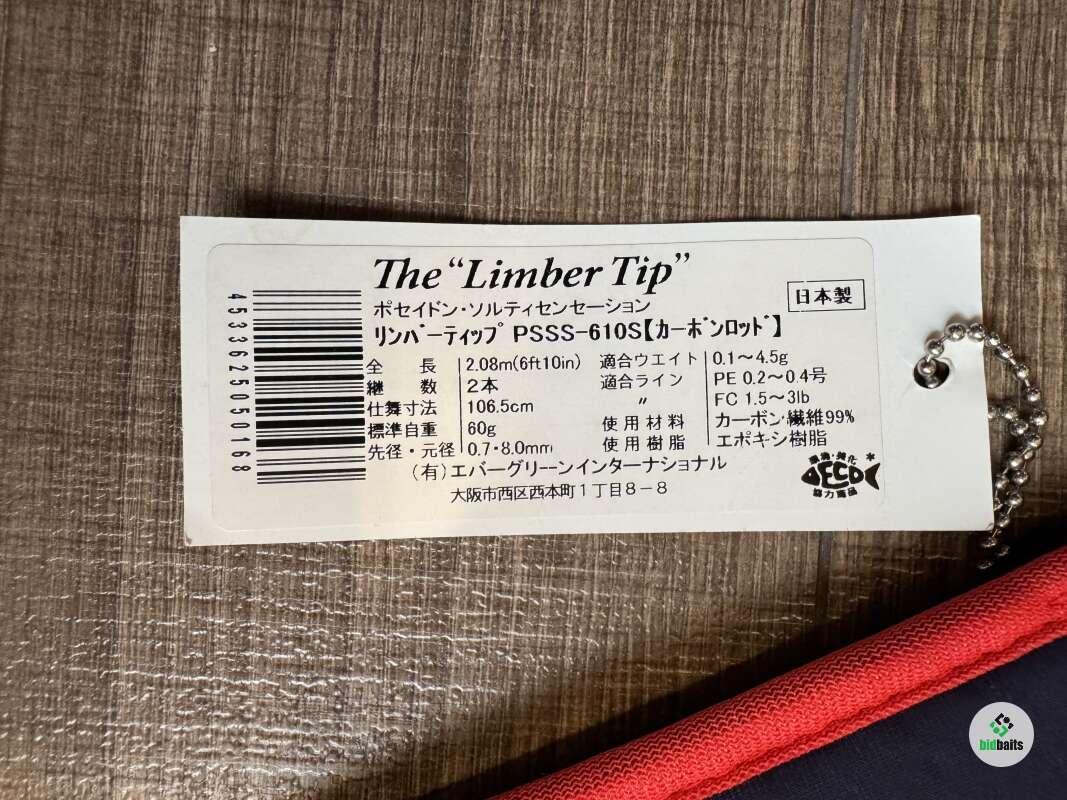 The “Limber Tip”
日本製
ポセイドン・ソルティセンセーション
リンバーティップ PSSS-610S【カーボンロッド】
全長 2.08m(6ft10in) 適合ウエイト 0.1～4.5g
継数 2本 適合ライン PE 0.2～0.4号
仕舞寸法 106.5cm 〃 FC 1.5～3lb
標準自重 60g 使用材料 カーボン繊維99%
先径・元径 0.7・8.0mm 使用樹脂 エポキシ樹脂
(有)エバーグリーンインターナショナル
大阪市西区西本町1丁目8-8
4533625050168
DECO
協力商品
bidbaits